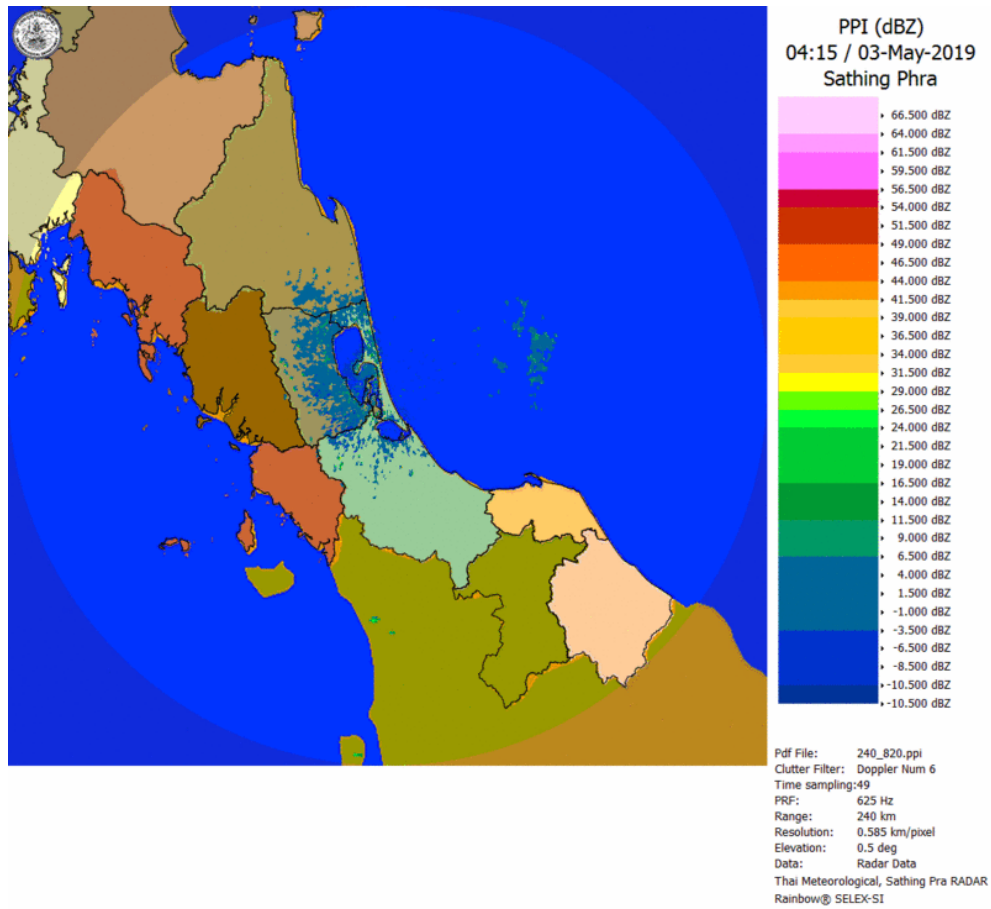 PPI (dBZ)
04:15 / 03-May-2019
Sathing Phra
66.500 dBZ
64.000 dBZ
61.500 dBZ
59.500 dBZ
56.500 dBZ
54.000 dBZ
51.500 dBZ
49.000 dBZ
46.500 dBZ
44.000 dBZ
41.500 dBZ
39.000 dBZ
36.500 dBZ
34.000 dBZ
31.500 dBZ
29.000 dBZ
26.500 dBZ
24.000 dBZ
21.500 dBZ
19.000 dBZ
16.500 dBZ
14.000 dBZ
11.500 dBZ
9.000 dBZ
6.500 dBZ
4.000 dBZ
1.500 dBZ
-1.000 dBZ
-3.500 dBZ
-6.500 dBZ
-8.500 dBZ
-10.500 dBZ
-10.500 dBZ
Pdf File: 240_820.ppi
Clutter Filter: Doppler Num 6
Time sampling:49
PRF: 625 Hz
Range: 240 km
Resolution: 0.585 km/pixel
Elevation: 0.5 deg
Data: Radar Data
Thai Meteorological, Sathing Pra RADAR
Rainbow® SELEX-SI